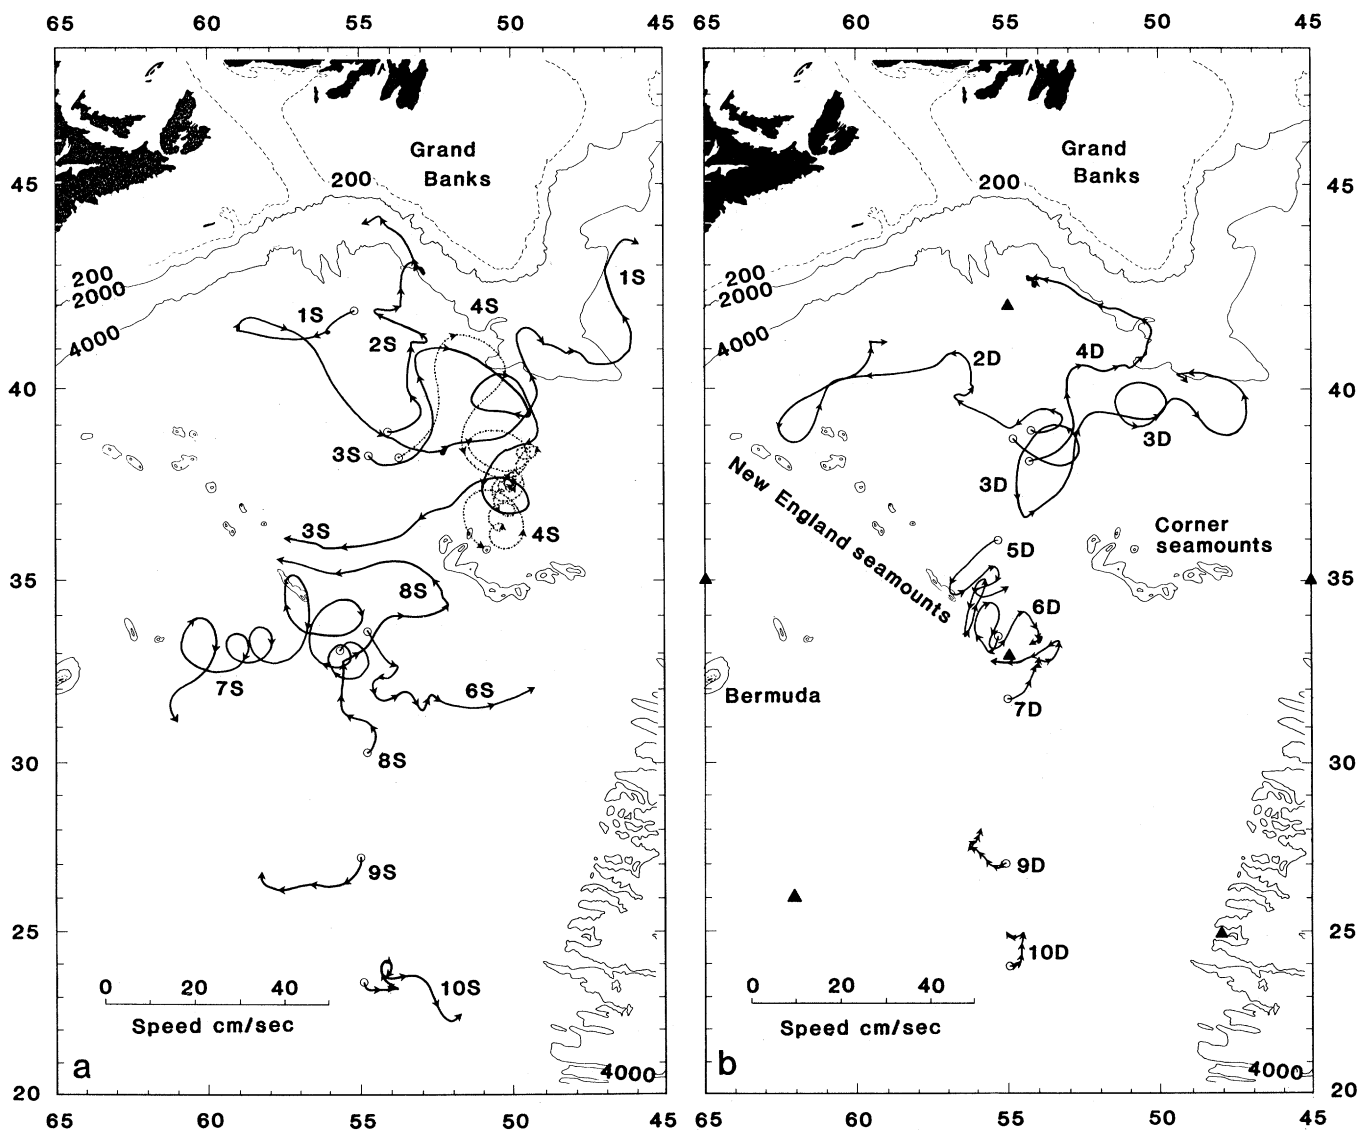 65 60 55 50 45 65 60 55 50 45
Grand
Banks
200
Grand
Banks
200
45
45
200
2000
4000
200
2000
4000
1S
1S
4S
2S
2D
4D
40
40
3S
3D
3D
New England seamounts
3S
4S
Corner
seamounts
5D
35
35
8S
6D
7S
6S
Bermuda
7D
8S
30
30
9S
9D
25
25
10S
10D
0 20 40
Speed cm/sec
0 20 40
Speed cm/sec
a
b
4000
4000
20
20
65 60 55 50 45 65 60 55 50 45